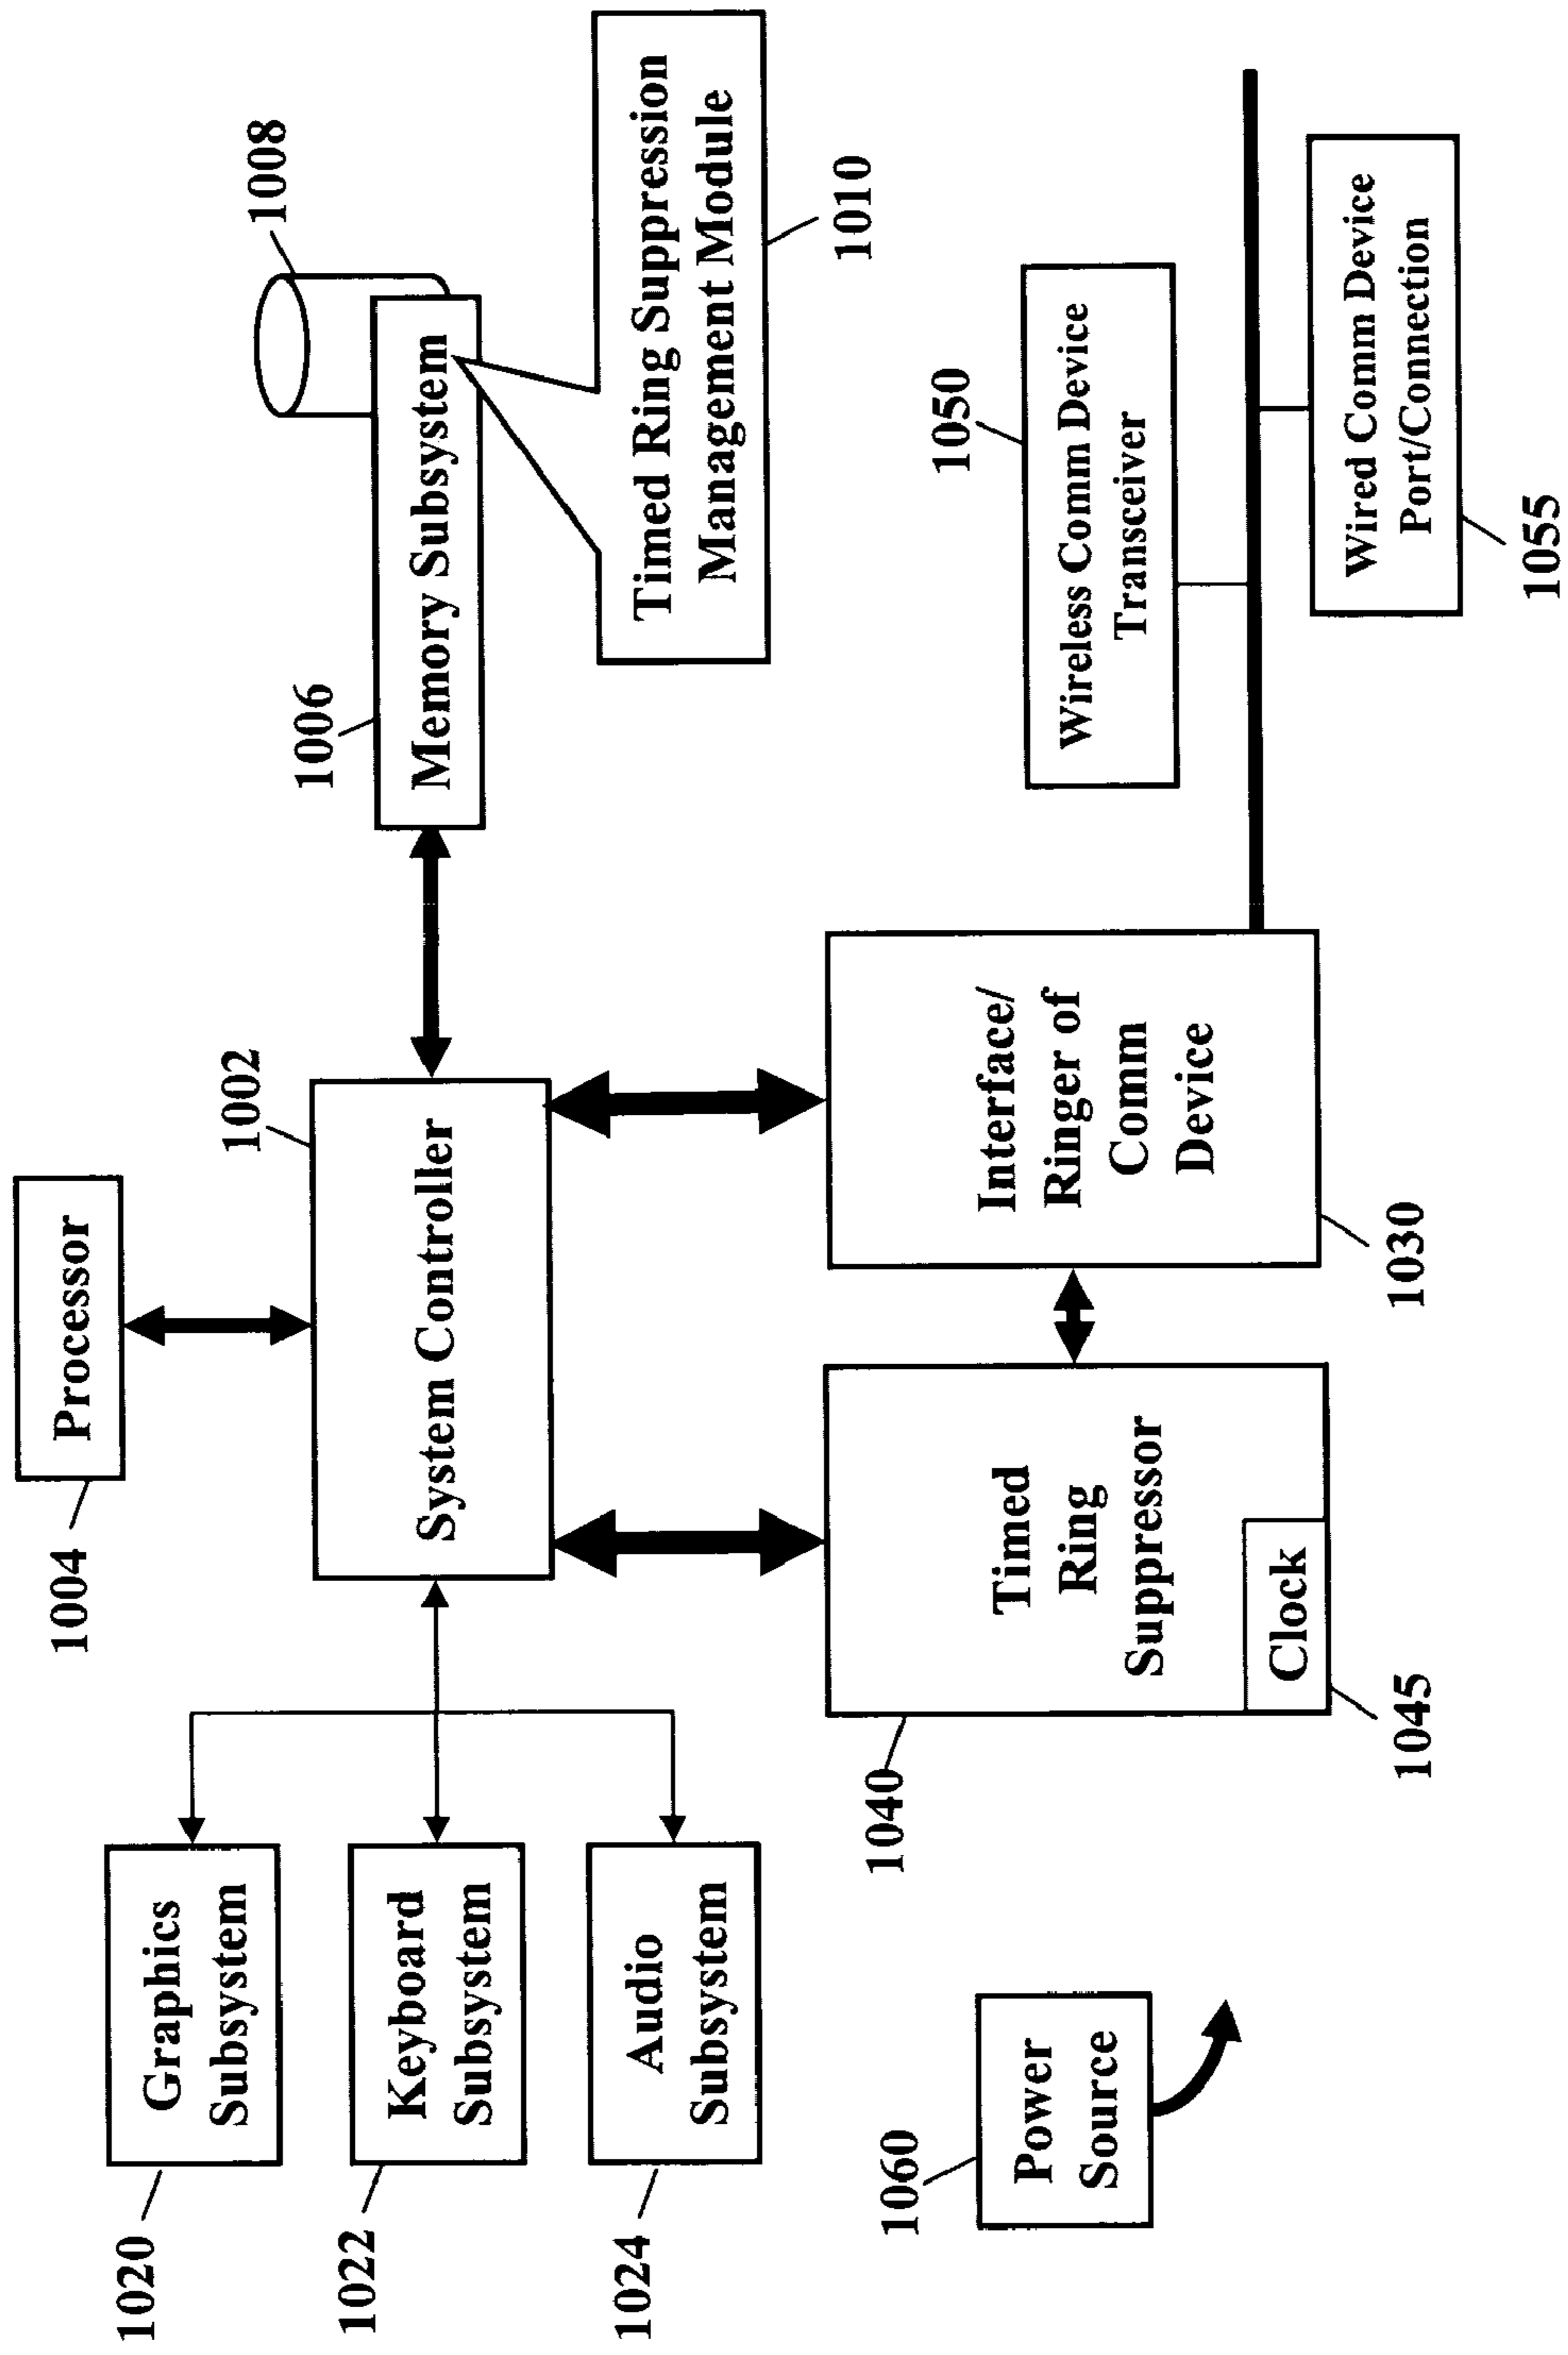 1004
Processor
1002
1008
1020
Graphics
Subsystem
System Controller
1006
Memory Subsystem
1022
Keyboard
Subsystem
1024
Audio
Subsystem
Timed Ring Suppression
Management Module
1010
1040
Timed
Ring
Suppressor
Clock
1045
Interface/
Ringer of
Comm
Device
1030
1050
Wireless Comm Device
Transceiver
Wired Comm Device
Port/Connection
1055
1060
Power
Source